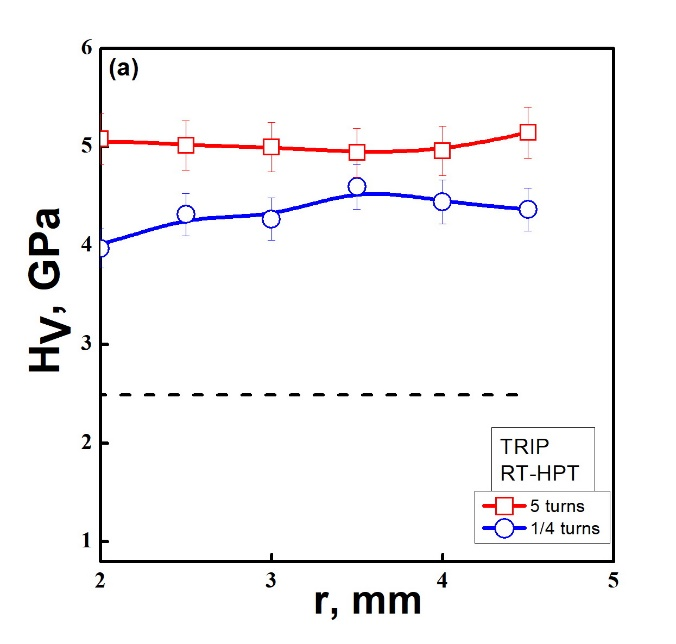 (a)
6
5
4
3
2
1
HV, GPa
2 3 4 5
r, mm
TRIP
RT-HPT
5 turns
1/4 turns